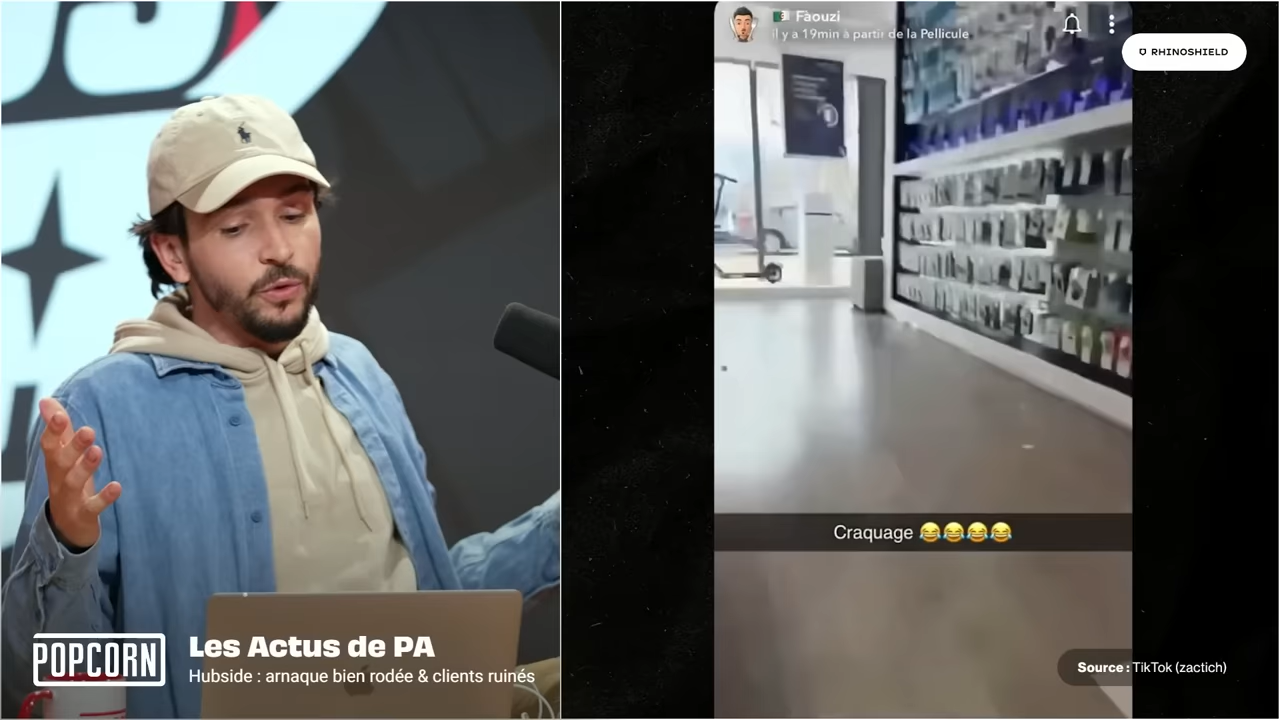 Fàouzi
il y a 19min à partir de la Pellicule
RHINOSHIELD
Craquage 😂😂😂😂
POPCORN
Les Actus de PA
Hubside : arnaque bien rodée & clients ruinés
Source : TikTok (zactich)